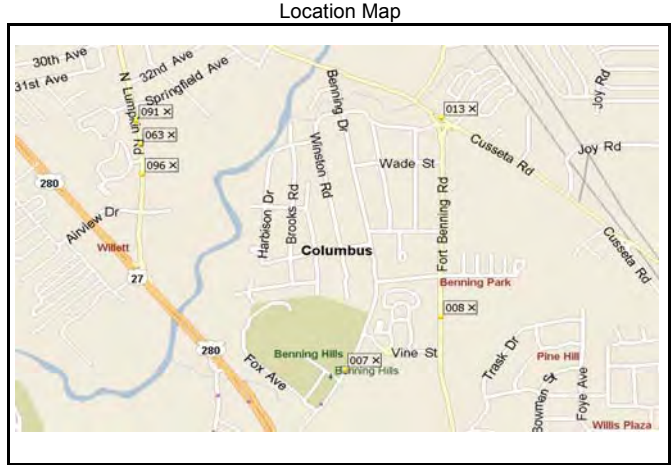 Location Map
30th Ave
31st Ave
32nd Ave
Springfield Ave
N Lumpkin Rd
091 ×
063 ×
096 ×
280
Airview Dr
Willett
27
280
Harbison Dr
Brooks Rd
Winston Rd
Benning Dr
Columbus
013 ×
Wade St
Fort Benning Rd
Cusseta Rd
Joy Rd
Joy Rd
Cusseta Rd
Benning Park
008 ×
Benning Hills
007 ×
Benning Hills
Vine St
Fox Ave
Trask Dr
Pine Hill
Bowman St
Foye Ave
Willis Plaza